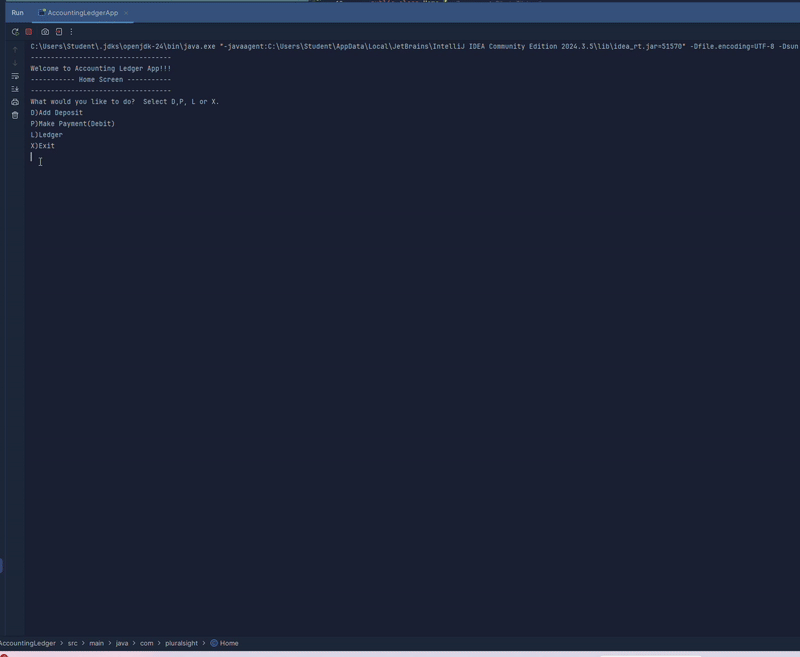 Run AccountingLedgerApp ×
C:\Users\Student\.jdks\openjdk-24\bin\java.exe "-javaagent:C:\Users\Student\AppData\Local\JetBrains\IntelliJ IDEA Community Edition 2024.3.5\lib\idea_rt.jar=51570" -Dfile.encoding=UTF-8 -Dsun
----------------------------------
Welcome to Accounting Ledger App!!!
----------- Home Screen -----------
----------------------------------
What would you like to do?  Select D,P, L or X.
D)Add Deposit
P)Make Payment(Debit)
L)Ledger
X)Exit
AccountingLedger > src > main > java > com > pluralsight > Home